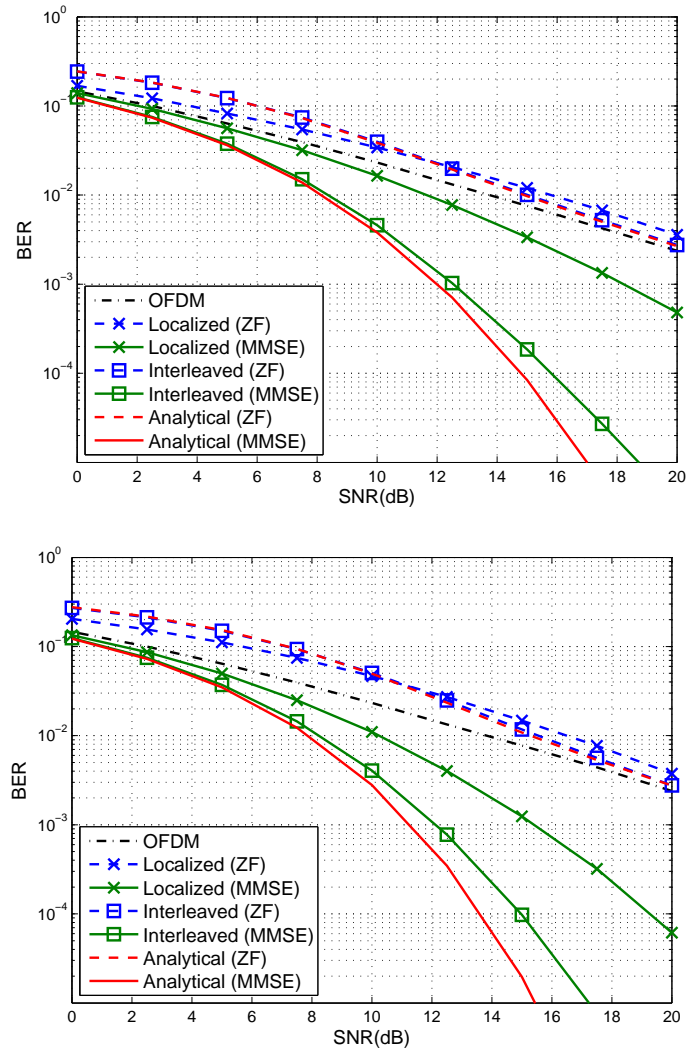 10^0
10^-1
10^-2
10^-3
10^-4
BER
OFDM
Localized (ZF)
Localized (MMSE)
Interleaved (ZF)
Interleaved (MMSE)
Analytical (ZF)
Analytical (MMSE)
0 2 4 6 8 10 12 14 16 18 20
SNR(dB)
10^0
10^-1
10^-2
10^-3
10^-4
BER
OFDM
Localized (ZF)
Localized (MMSE)
Interleaved (ZF)
Interleaved (MMSE)
Analytical (ZF)
Analytical (MMSE)
0 2 4 6 8 10 12 14 16 18 20
SNR(dB)